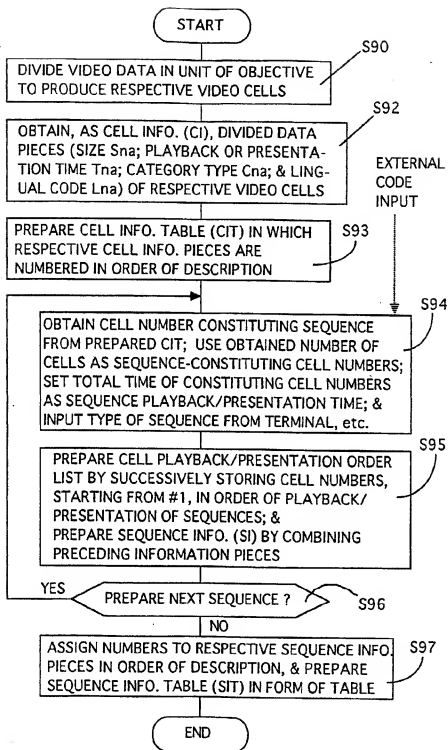 START
S90
DIVIDE VIDEO DATA IN UNIT OF OBJECTIVE
TO PRODUCE RESPECTIVE VIDEO CELLS
S92
OBTAIN, AS CELL INFO. (CI), DIVIDED DATA
PIECES (SIZE Sna; PLAYBACK OR PRESENTA-
TION TIME Tna; CATEGORY TYPE Cna; & LING-
UAL CODE Lna) OF RESPECTIVE VIDEO CELLS
EXTERNAL
CODE
INPUT
S93
PREPARE CELL INFO. TABLE (CIT) IN WHICH
RESPECTIVE CELL INFO. PIECES ARE
NUMBERED IN ORDER OF DESCRIPTION
S94
OBTAIN CELL NUMBER CONSTITUTING SEQUENCE
FROM PREPARED CIT; USE OBTAINED NUMBER OF
CELLS AS SEQUENCE-CONSTITUTING CELL NUMBERS;
SET TOTAL TIME OF CONSTITUTING CELL NUMBERS
AS SEQUENCE PLAYBACK/PRESENTATION TIME; &
INPUT TYPE OF SEQUENCE FROM TERMINAL, etc.
S95
PREPARE CELL PLAYBACK/PRESENTATION ORDER
LIST BY SUCCESSIVELY STORING CELL NUMBERS,
STARTING FROM #1, IN ORDER OF PLAYBACK/
PRESENTATION OF SEQUENCES; &
PREPARE SEQUENCE INFO. (SI) BY COMBINING
PRECEDING INFORMATION PIECES
YES
PREPARE NEXT SEQUENCE ?
S96
NO
ASSIGN NUMBERS TO RESPECTIVE SEQUENCE INFO.
PIECES IN ORDER OF DESCRIPTION, & PREPARE
SEQUENCE INFO. TABLE (SIT) IN FORM OF TABLE
S97
END